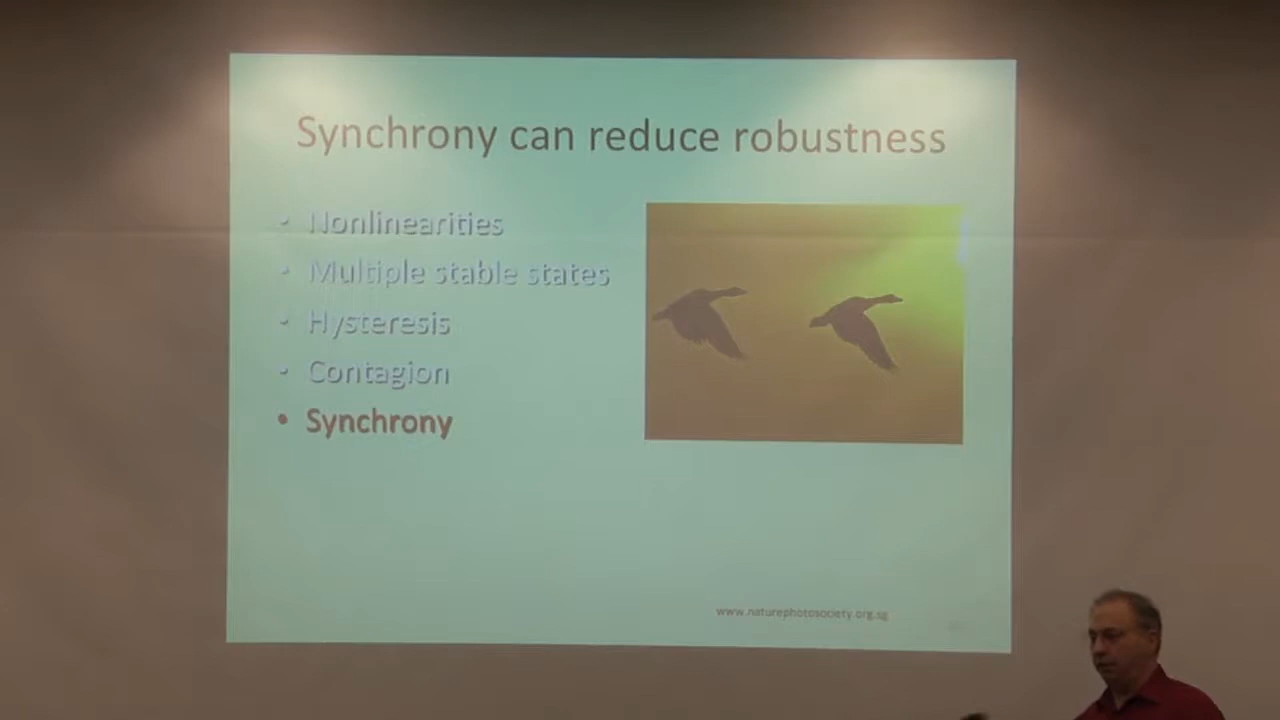 Synchrony can reduce robustness
• Nonlinearities
• Multiple stable states
• Hysteresis
• Contagion
• Synchrony
www.naturephotosociety.org.sg